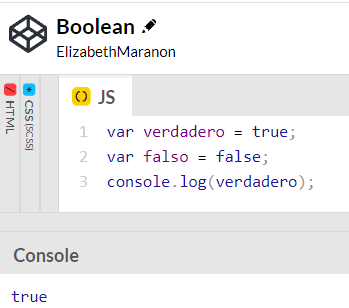 Boolean
ElizabethMaranon
HTML
CSS (SCSS)
JS
1 var verdadero = true;
2 var falso = false;
3 console.log(verdadero);
Console
true